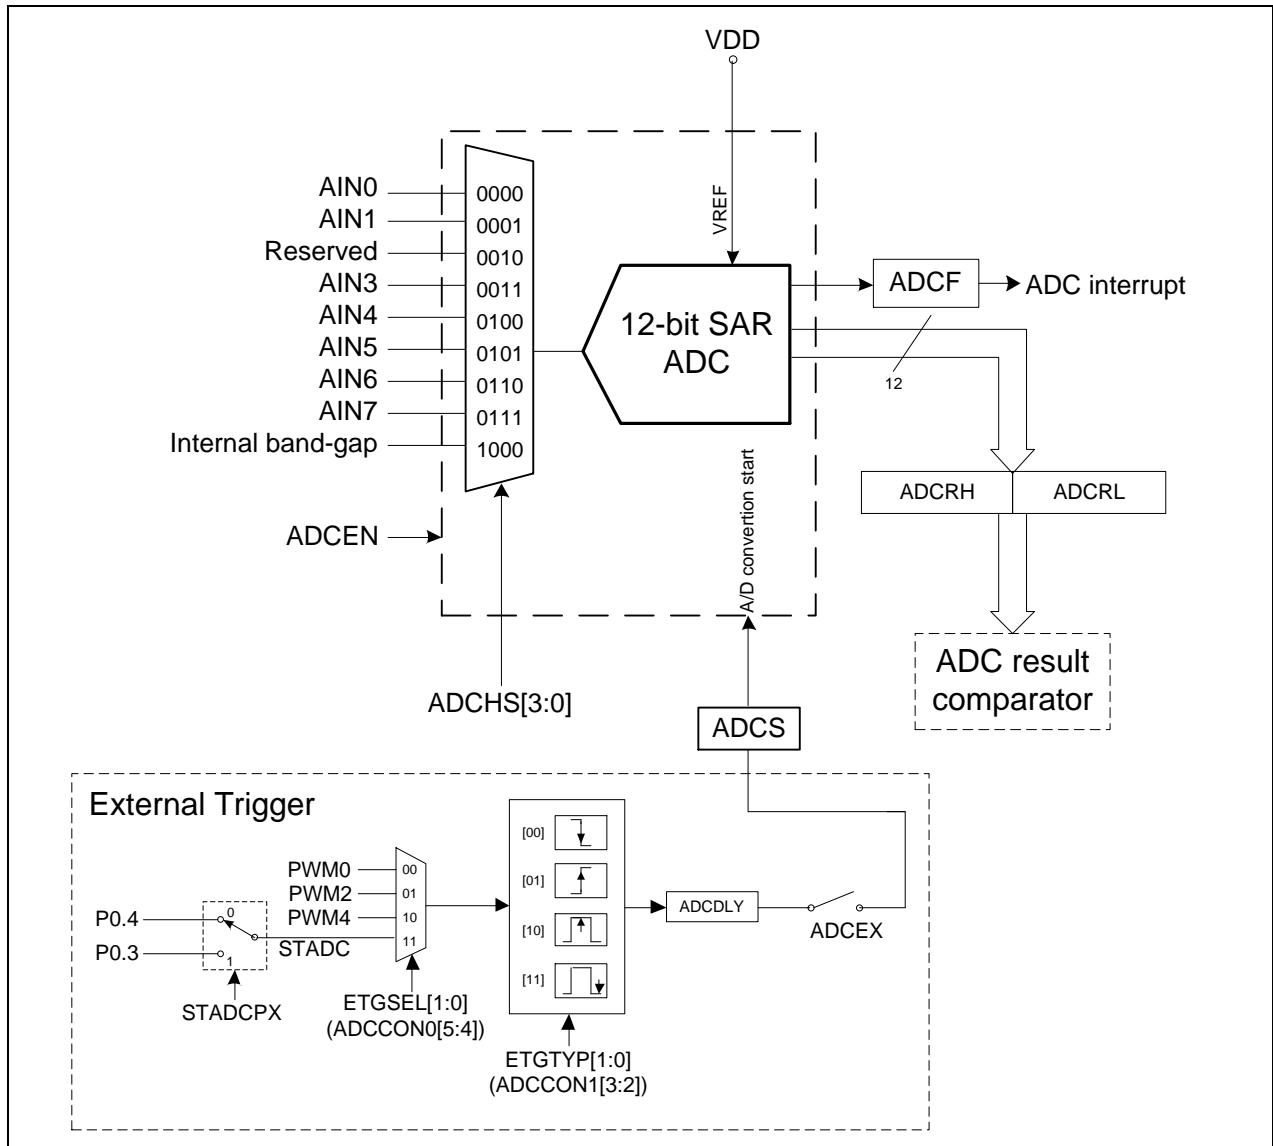 VDD
VREF
AIN0
AIN1
Reserved
AIN3
AIN4
AIN5
AIN6
AIN7
Internal band-gap
0000
0001
0010
0011
0100
0101
0110
0111
1000
12-bit SAR
ADC
ADCF
ADC interrupt
12
ADCRH
ADCRL
ADC result
comparator
ADCEN
ADCHS[3:0]
A/D convertion start
ADCS
External Trigger
P0.4
P0.3
0
1
STADCPX
STADC
PWM0
PWM2
PWM4
00
01
10
11
ETGSEL[1:0]
(ADCCON0[5:4])
[00]
[01]
[10]
[11]
ETGTYP[1:0]
(ADCCON1[3:2])
ADCDLY
ADCEX